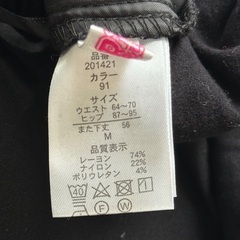 品番
201421
カラー
91
サイズ
ウエスト 64~70
ヒップ 87~95
また下丈 58
M
品質表示
レーヨン 74%
ナイロン 22%
ポリウレタン 4%
40